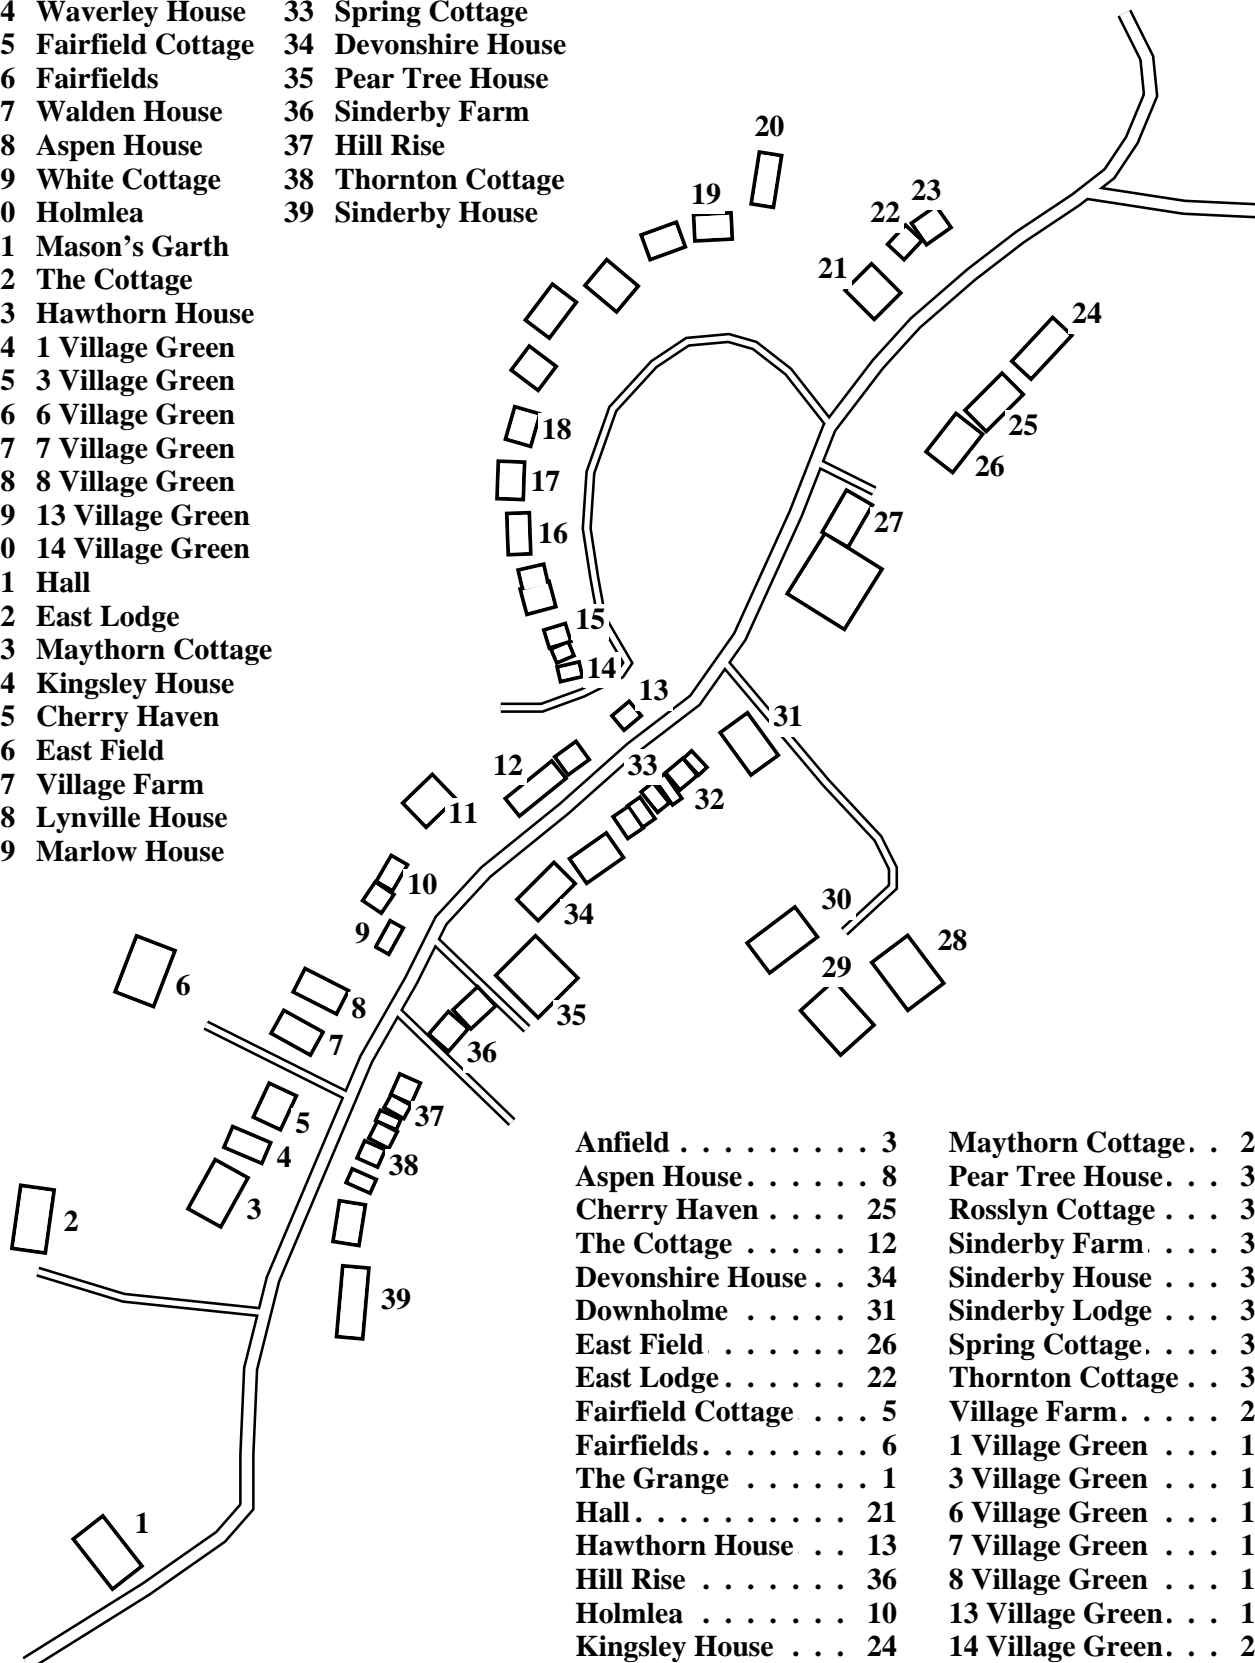 4 Waverley House
5 Fairfield Cottage
6 Fairfields
7 Walden House
8 Aspen House
9 White Cottage
0 Holmlea
1 Mason’s Garth
2 The Cottage
3 Hawthorn House
4 1 Village Green
5 3 Village Green
6 6 Village Green
7 7 Village Green
8 8 Village Green
9 13 Village Green
0 14 Village Green
1 Hall
2 East Lodge
3 Maythorn Cottage
4 Kingsley House
5 Cherry Haven
6 East Field
7 Village Farm
8 Lynville House
9 Marlow House
33 Spring Cottage
34 Devonshire House
35 Pear Tree House
36 Sinderby Farm
37 Hill Rise
38 Thornton Cottage
39 Sinderby House
20
19
23
22
21
24
18
25
26
17
27
16
15
14
13
31
12
33
32
11
10
30
34
9
28
29
6
8
35
7
36
5
37
4
38
3
2
39
1
Anfield . . . . . . . . . 3
Aspen House . . . . . . 8
Cherry Haven . . . . 25
The Cottage . . . . . 12
Devonshire House . . 34
Downholme . . . . . 31
East Field . . . . . . 26
East Lodge . . . . . . 22
Fairfield Cottage . . . . 5
Fairfields . . . . . . . . 6
The Grange . . . . . . 1
Hall . . . . . . . . . . 21
Hawthorn House . . . 13
Hill Rise . . . . . . . 36
Holmlea . . . . . . . 10
Kingsley House . . . 24
Maythorn Cottage . . 2
Pear Tree House . . . 3
Rosslyn Cottage . . . 3
Sinderby Farm . . . . 3
Sinderby House . . . 3
Sinderby Lodge . . . 3
Spring Cottage . . . . 3
Thornton Cottage . . 3
Village Farm . . . . . 2
1 Village Green . . . 1
3 Village Green . . . 1
6 Village Green . . . 1
7 Village Green . . . 1
8 Village Green . . . 1
13 Village Green . . . 1
14 Village Green . . . 2